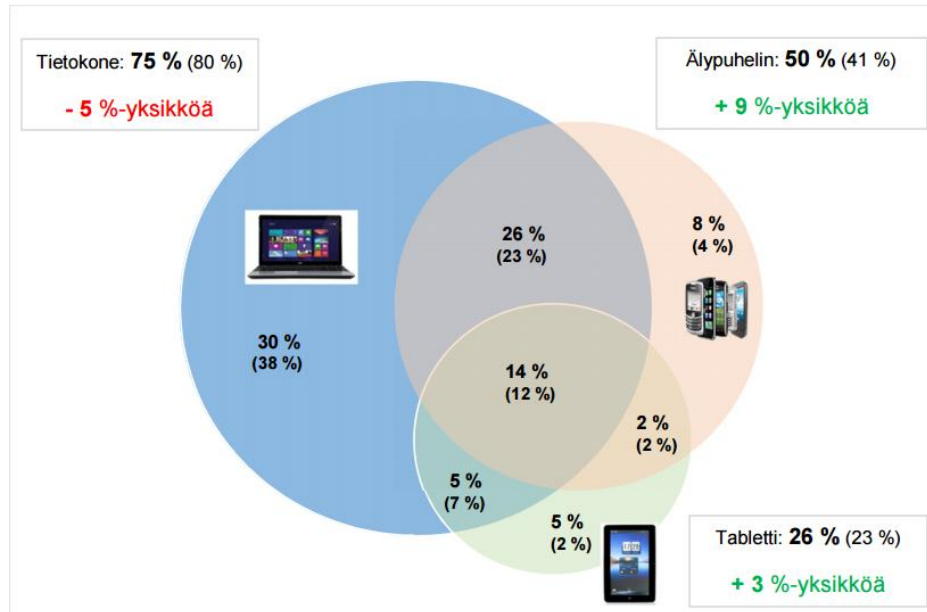 Tietokone: 75 % (80 %)
- 5 %-yksikköä
Älypuhelin: 50 % (41 %)
+ 9 %-yksikköä
26 %
(23 %)
8 %
(4 %)
30 %
(38 %)
14 %
(12 %)
2 %
(2 %)
5 %
(7 %)
5 %
(2 %)
Tabletti: 26 % (23 %)
+ 3 %-yksikköä